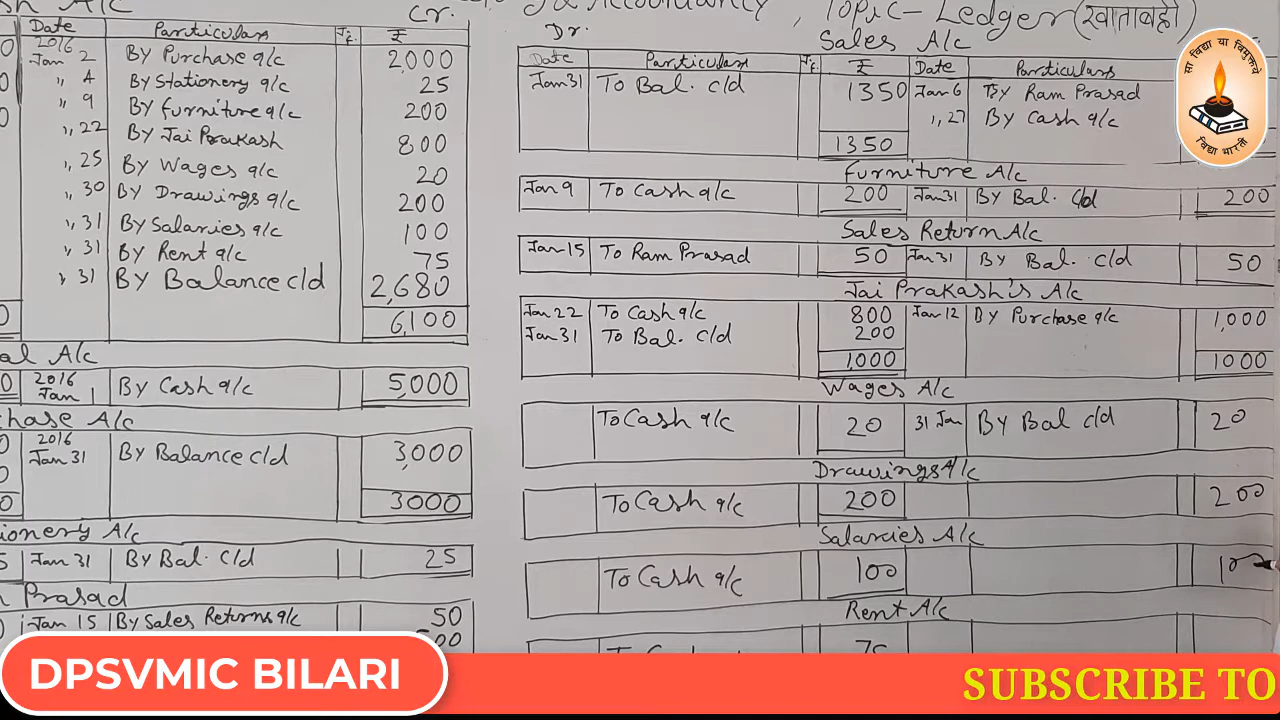 A/c
Cr.
& Accountancy, Topic - Ledger (खाताबही)
Date Particulars J.F. ₹
2016
Jan 2 By Purchase a/c 2,000
,, 4 By Stationery a/c 25
,, 9 By furniture a/c 200
,, 22 By Jai Prakash 800
,, 25 By Wages a/c 20
,, 30 By Drawings a/c 200
,, 31 By Salaries a/c 100
,, 31 By Rent a/c 75
,, 31 By Balance c/d 2,680
6,100
al A/c
2016
Jan 1 By Cash a/c 5,000
chase A/c
2016
Jan 31 By Balance c/d 3,000
3000
ionery A/c
Jan 31 By Bal. c/d 25
Prasad
Jan 15 By Sales Returns a/c 50
Dr.
Sales A/c
Date Particulars J.F. ₹ Date Particulars
Jan 31 To Bal. c/d 1350 Jan 6 By Ram Prasad
,, 27 By Cash a/c
1350
furniture A/c
Jan 9 To Cash a/c 200 Jan 31 By Bal. c/d 200
Sales Return A/c
Jan 15 To Ram Prasad 50 Jan 31 By Bal. c/d 50
Jai Prakash's A/c
Jan 22 To Cash a/c 800 Jan 12 By Purchase a/c 1,000
Jan 31 To Bal. c/d 200
1,000 1000
Wages A/c
To Cash a/c 20 31 Jan By Bal c/d 20
Drawings A/c
To Cash a/c 200 200
Salaries A/c
To Cash a/c 100
Rent A/c
सा विद्या या विमुक्तये
विद्या भारती
DPSVMIC BILARI
SUBSCRIBE TO